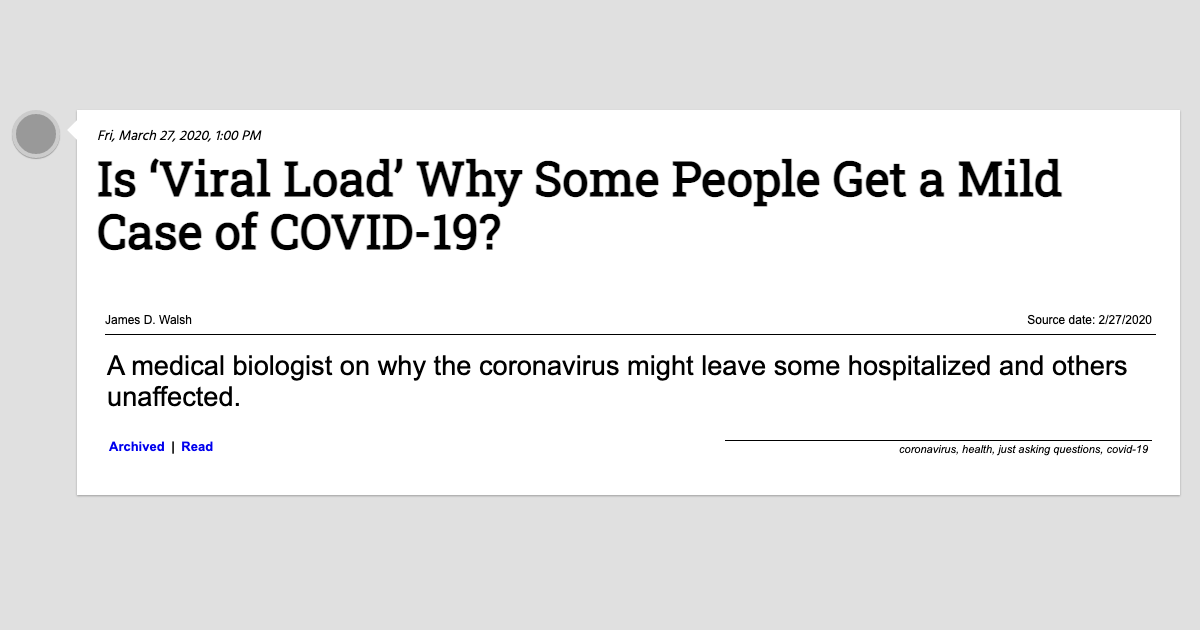 Fri, March 27, 2020, 1:00 PM
Is ‘Viral Load’ Why Some People Get a Mild
Case of COVID-19?
James D. Walsh
Source date: 2/27/2020
A medical biologist on why the coronavirus might leave some hospitalized and others
unaffected.
Archived | Read
coronavirus, health, just asking questions, covid-19